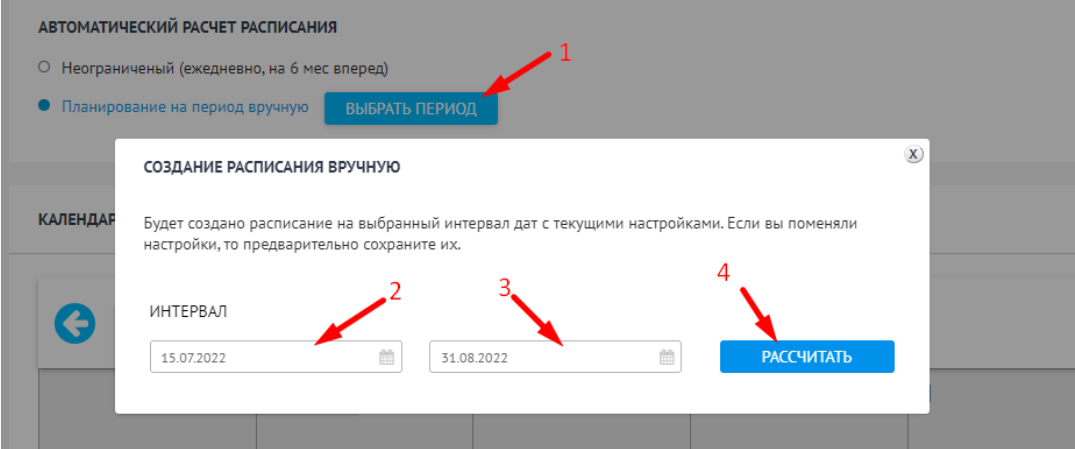 АВТОМАТИЧЕСКИЙ РАСЧЕТ РАСПИСАНИЯ
1
Неограниченый (ежедневно, на 6 мес вперед)
Планирование на период вручную ВЫБРАТЬ ПЕРИОД
X
СОЗДАНИЕ РАСПИСАНИЯ ВРУЧНУЮ
КАЛЕНДАР
Будет создано расписание на выбранный интервал дат с текущими настройками. Если вы поменяли
настройки, то предварительно сохраните их.
2 3 4
ИНТЕРВАЛ
15.07.2022 31.08.2022 РАССЧИТАТЬ